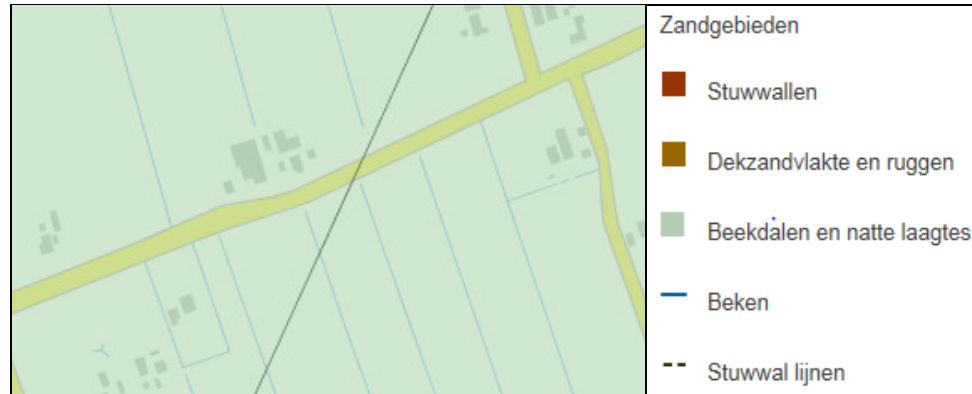 Zandgebieden
Stuwwallen
Dekzandvlakte en ruggen
Beekdalen en natte laagtes
Beken
Stuwwal lijnen